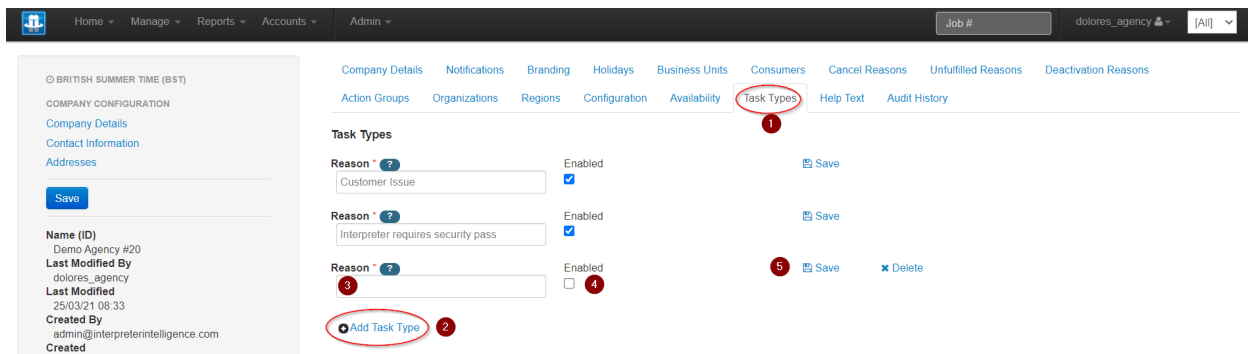 Home Manage Reports Accounts Admin Job # dolores_agency [All]
BRITISH SUMMER TIME (BST)
COMPANY CONFIGURATION
Company Details
Contact Information
Addresses
Save
Name (ID)
Demo Agency #20
Last Modified By
dolores_agency
Last Modified
25/03/21 08:33
Created By
admin@interpreterintelligence.com
Created
Company Details Notifications Branding Holidays Business Units Consumers Cancel Reasons Unfulfilled Reasons Deactivation Reasons
Action Groups Organizations Regions Configuration Availability Task Types Help Text Audit History
1
Task Types
Reason * ? Enabled Save
Customer Issue
Reason * ? Enabled Save
Interpreter requires security pass
Reason * ? Enabled 5 Save Delete
3 4
Add Task Type 2